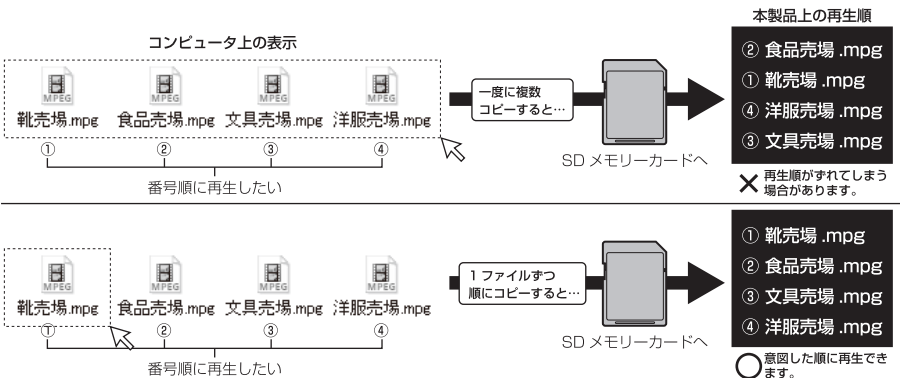 コンピュータ上の表示
MPEG MPEG MPEG MPEG
靴売場.mpg 食品売場.mpg 文具売場.mpg 洋服売場.mpg
① ② ③ ④
番号順に再生したい
一度に複数
コピーすると…
SDメモリーカードへ
本製品上の再生順
② 食品売場.mpg
① 靴売場.mpg
④ 洋服売場.mpg
③ 文具売場.mpg
× 再生順がずれてしまう
場合があります。
MPEG MPEG MPEG MPEG
靴売場.mpg 食品売場.mpg 文具売場.mpg 洋服売場.mpg
① ② ③ ④
番号順に再生したい
1ファイルずつ
順にコピーすると…
SDメモリーカードへ
① 靴売場.mpg
② 食品売場.mpg
③ 文具売場.mpg
④ 洋服売場.mpg
○ 意図した順に再生でき
ます。